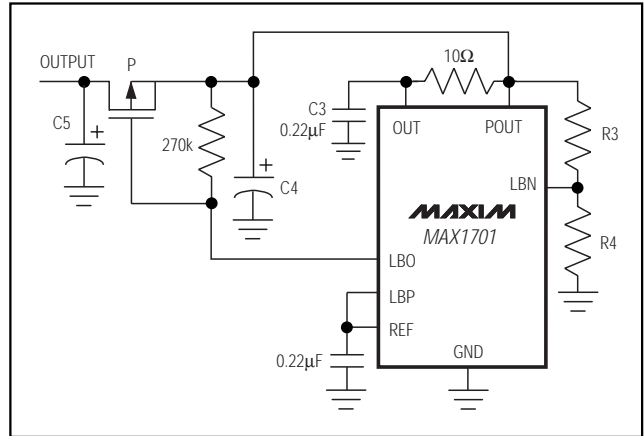 OUTPUT
P
10Ω
C3
0.22µF
C5
+
270k
+
C4
OUT
POUT
R3
LBN
MAXIM
MAX1701
R4
LBO
LBP
REF
0.22µF
GND